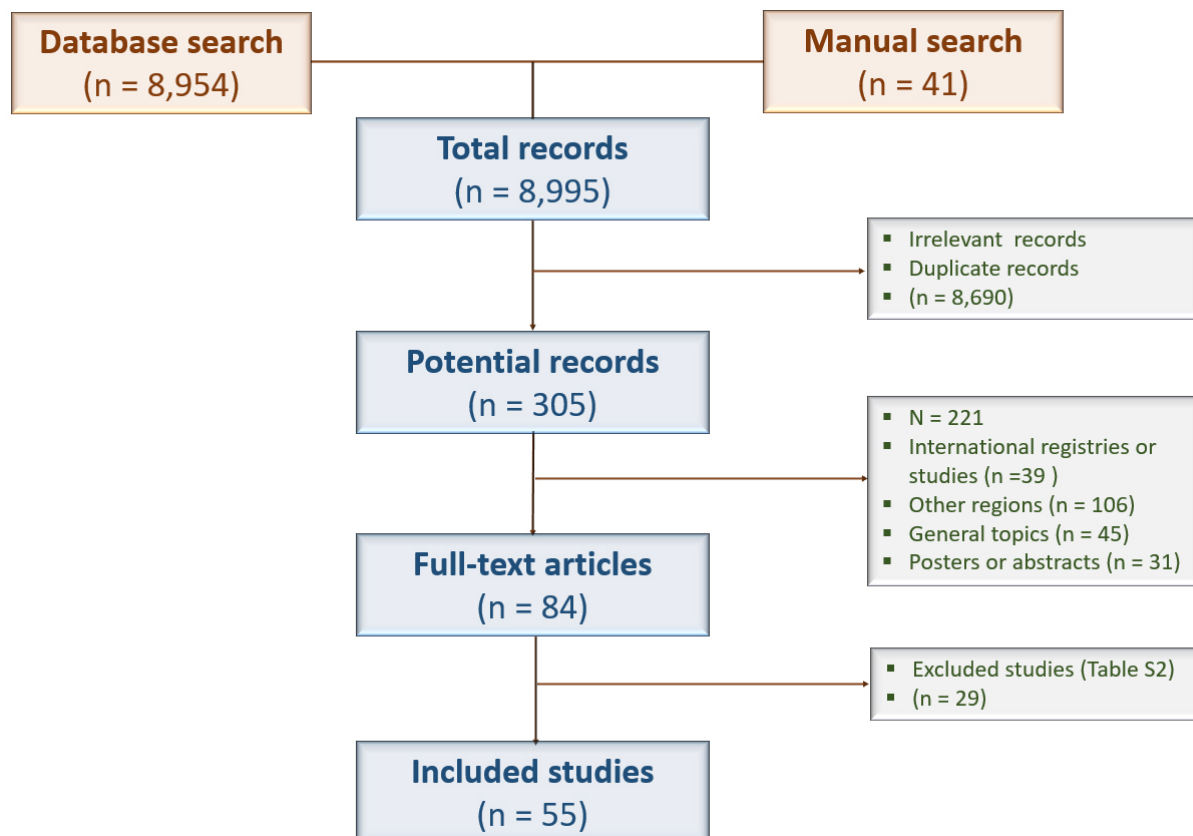 Database search
(n = 8,954)
Manual search
(n = 41)
Total records
(n = 8,995)
▪ Irrelevant records
▪ Duplicate records
▪ (n = 8,690)
Potential records
(n = 305)
▪ N = 221
▪ International registries or
studies (n =39 )
▪ Other regions (n = 106)
▪ General topics (n = 45)
▪ Posters or abstracts (n = 31)
Full-text articles
(n = 84)
▪ Excluded studies (Table S2)
▪ (n = 29)
Included studies
(n = 55)